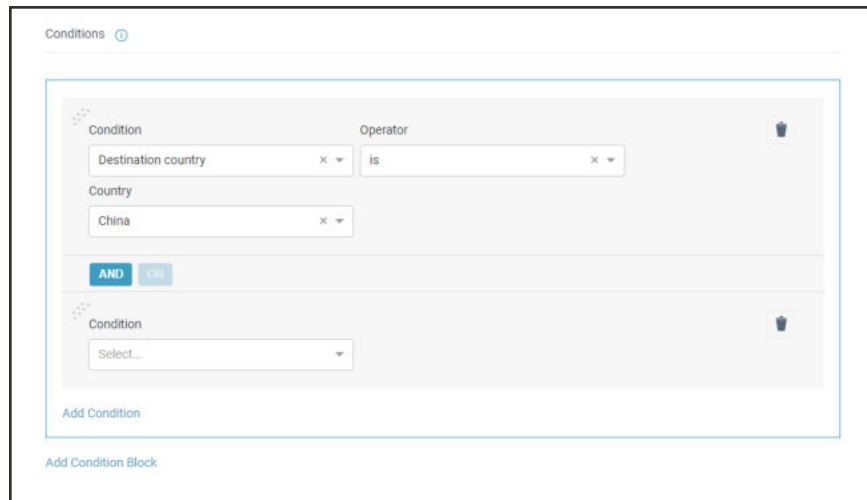 Conditions
Condition Operator
Destination country is
Country
China
AND OR
Condition
Select...
Add Condition
Add Condition Block